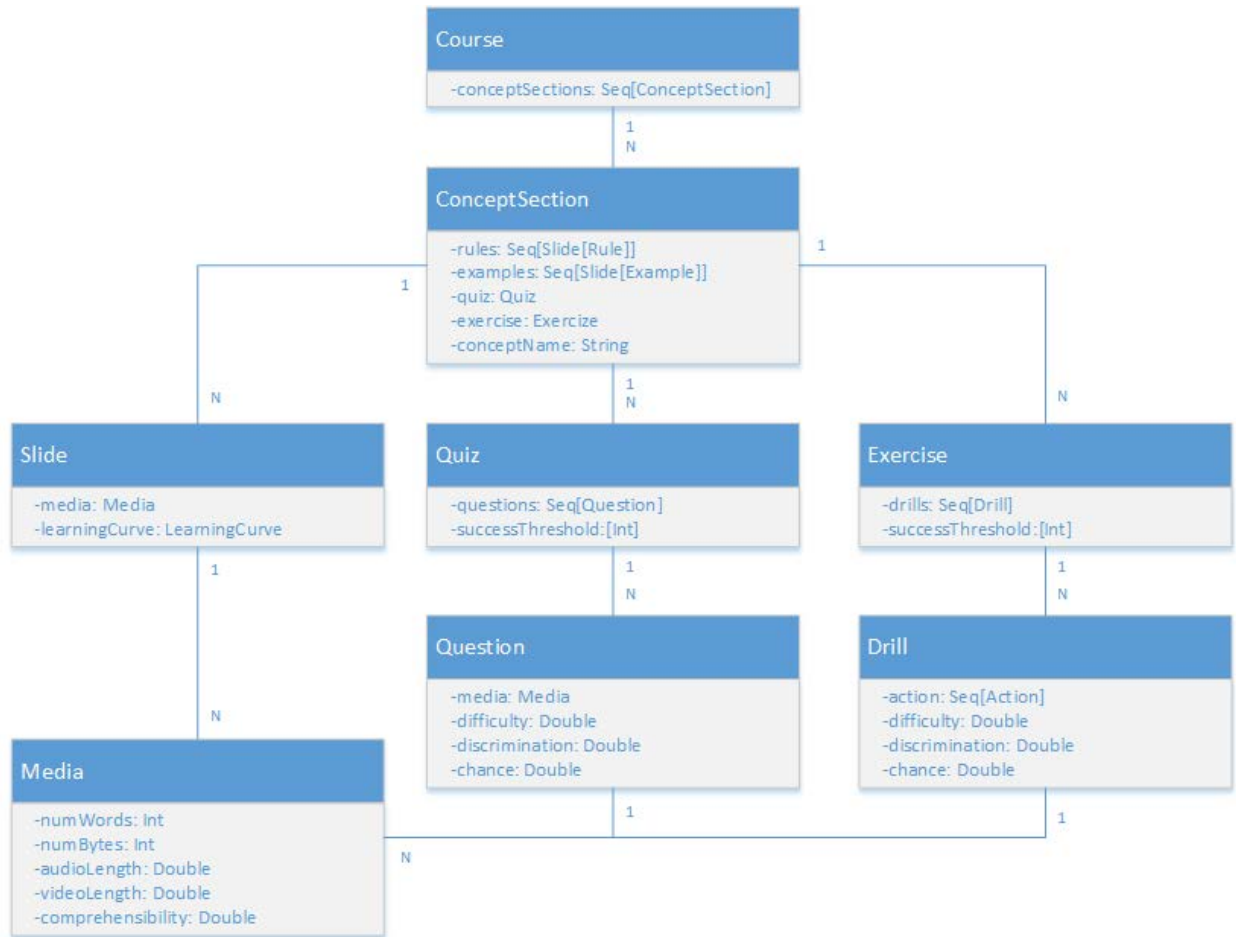 Course
-conceptSections: Seq[ConceptSection]
1
N
ConceptSection
-rules: Seq[Slide[Rule]]
-examples: Seq[Slide[Example]]
-quiz: Quiz
-exercise: Exercize
-conceptName: String
1
1
1
N
N
N
Slide
-media: Media
-learningCurve: LearningCurve
Quiz
-questions: Seq[Question]
-successThreshold:[Int]
Exercise
-drills: Seq[Drill]
-successThreshold:[Int]
1
1
N
1
N
Question
-media: Media
-difficulty: Double
-discrimination: Double
-chance: Double
Drill
-action: Seq[Action]
-difficulty: Double
-discrimination: Double
-chance: Double
N
Media
-numWords: Int
-numBytes: Int
-audioLength: Double
-videoLength: Double
-comprehensibility: Double
1
1
N